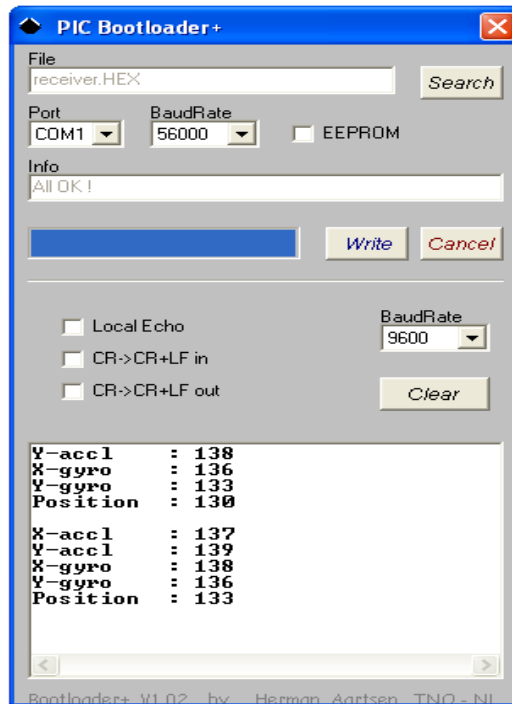 PIC Bootloader+
File
receiver.HEX
Search
Port
BaudRate
COM1
56000
EEPROM
Info
All OK !
Write
Cancel
Local Echo
BaudRate
9600
CR->CR+LF in
CR->CR+LF out
Clear
Y-accl : 138
X-gyro : 136
Y-gyro : 133
Position : 130
X-accl : 137
Y-accl : 139
X-gyro : 138
Y-gyro : 136
Position : 133
Bootloader+ V1.02 by Herman Aartsen TNO - NL